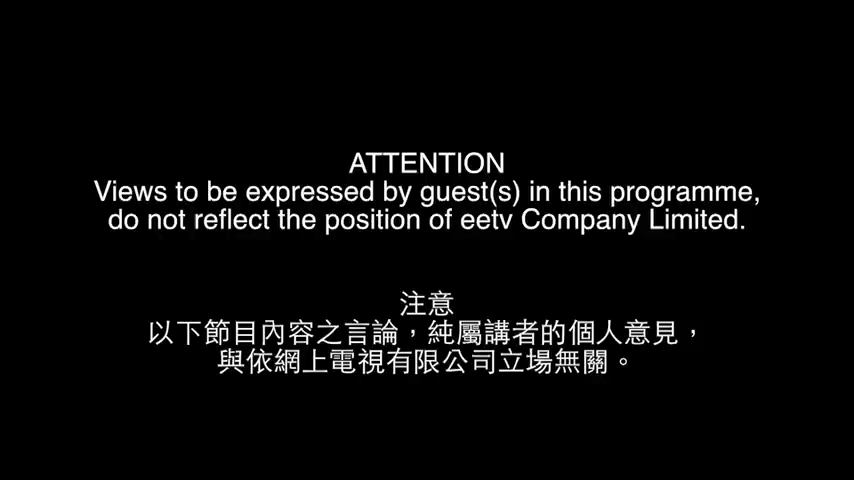 ATTENTION
Views to be expressed by guest(s) in this programme,
do not reflect the position of eetv Company Limited.
注意
以下節目內容之言論，純屬講者的個人意見，
與依網上電視有限公司立場無關。